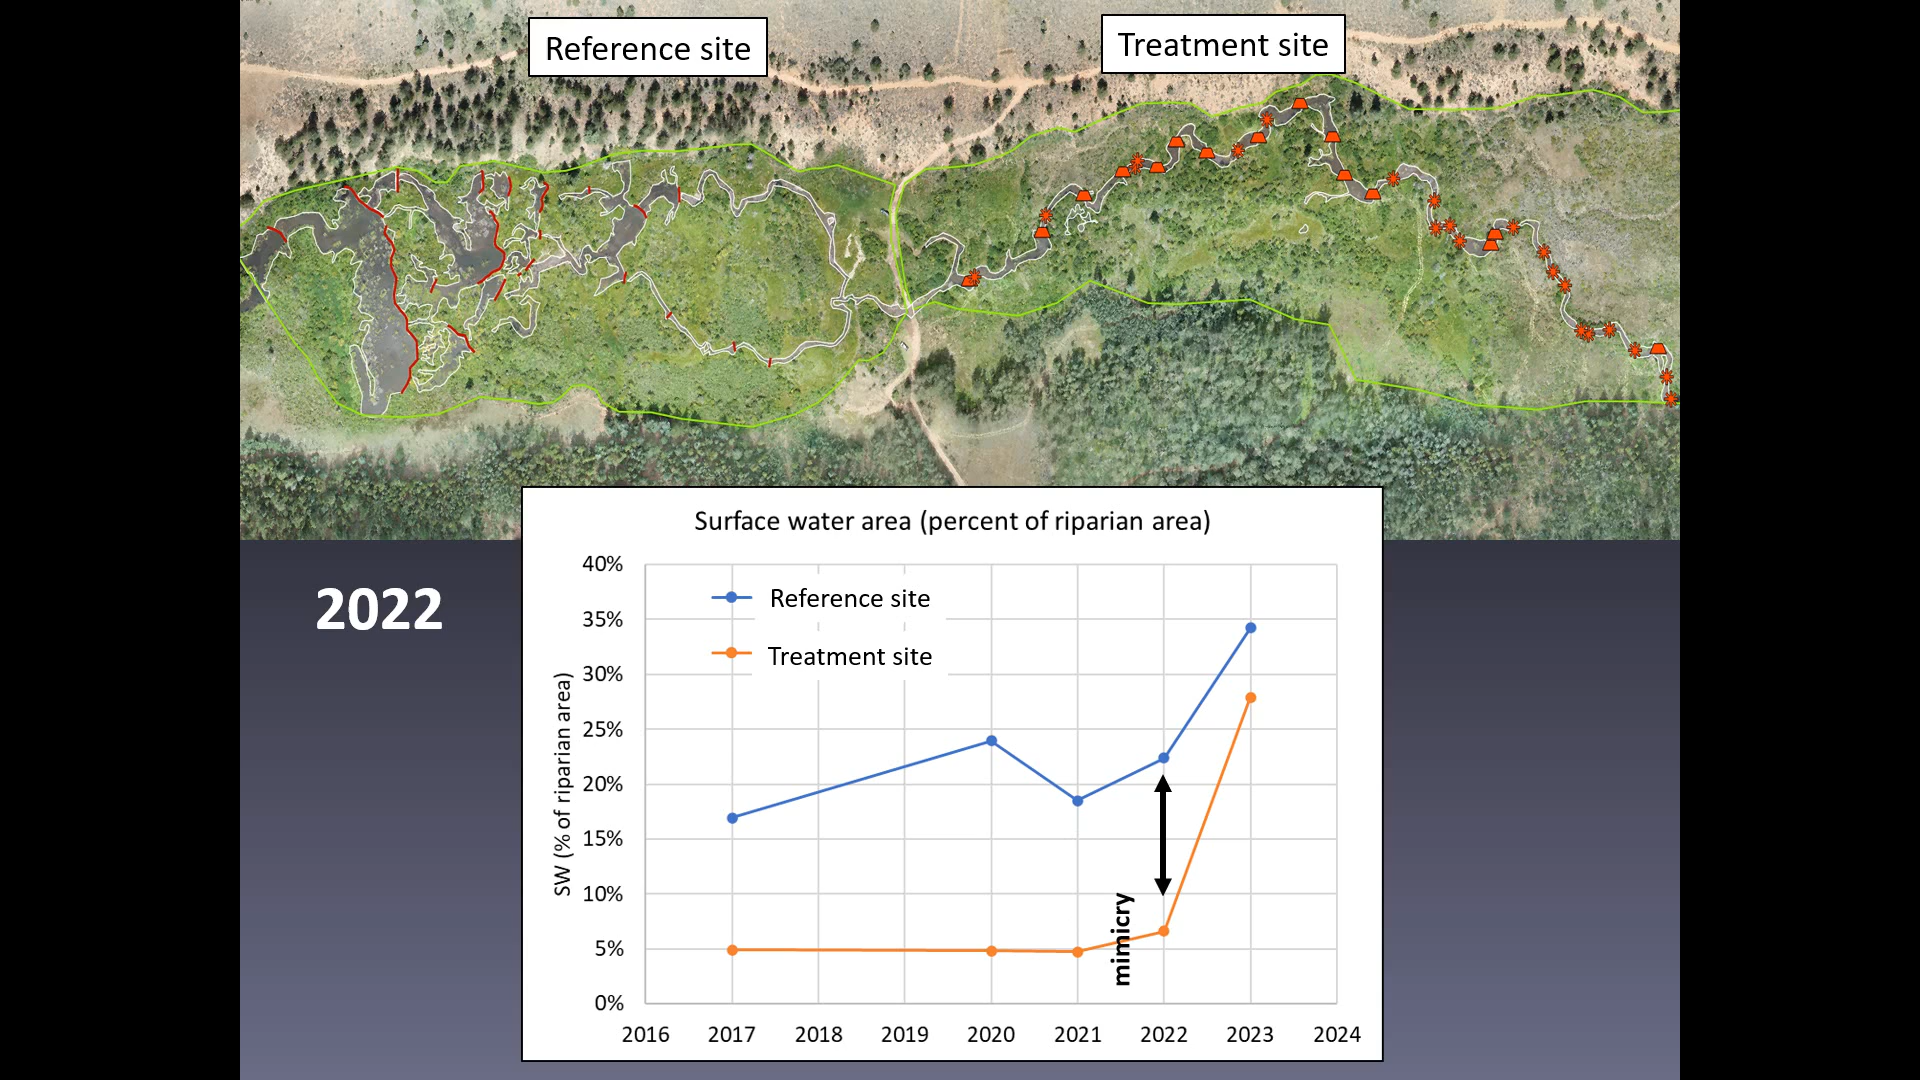 Reference site
Treatment site
2022
Surface water area (percent of riparian area)
SW (% of riparian area)
40%
35%
30%
25%
20%
15%
10%
5%
0%
Reference site
Treatment site
mimicry
2016 2017 2018 2019 2020 2021 2022 2023 2024